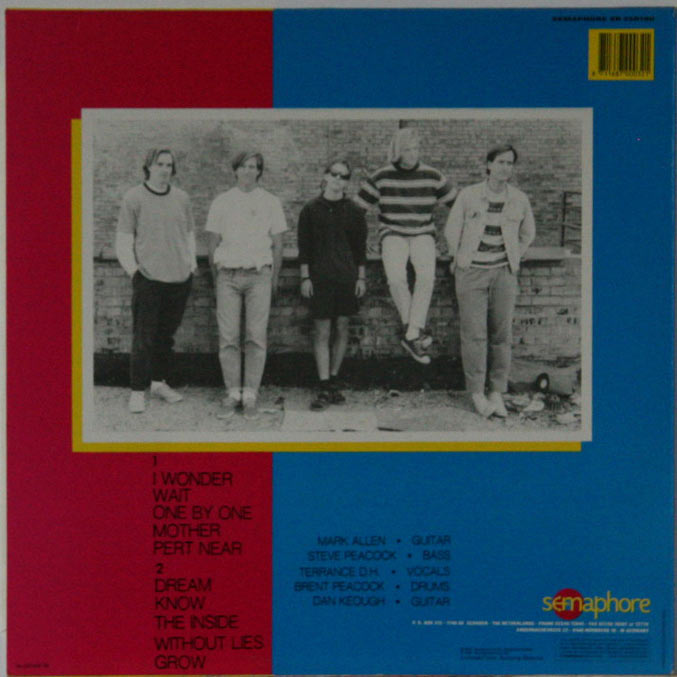 1
I WONDER
WAIT
ONE BY ONE
MOTHER
PERT NEAR
2
DREAM
KNOW
THE INSIDE
WITHOUT LIES
GROW
MARK ALLEN • GUITAR
STEVE PEACOCK • BASS
TERRANCE D.H. • VOCALS
BRENT PEACOCK • DRUMS
DAN KEOUGH • GUITAR
semaphore